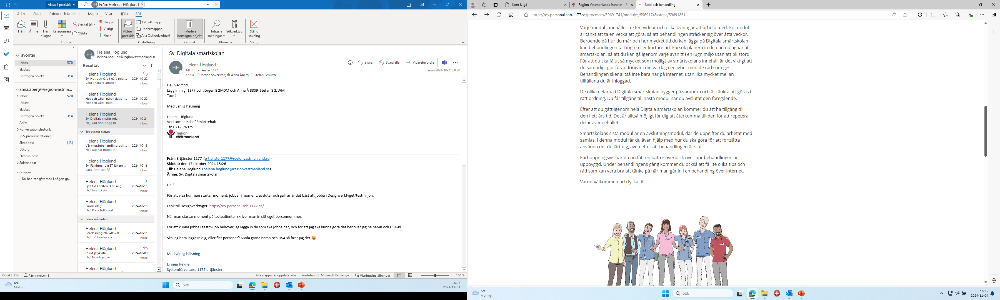 Aktuell postlåda
HH Från: Helena Höglund
Arkiv Start Skicka och ta emot Mapp Visa Hjälp Sök
Från
Ämne
Har bilagor
Kategorisera
Skickat till
Olästa
Flaggat
Viktigt
Fler
Förfina
Aktuell postlåda
Aktuell mapp
Undermappar
Alla Outlook-objekt
Omfattning
Inkludera borttagna objekt
Resultat
Tidigare sökningar
Sökverktyg
Alternativ
Stäng sökning
Stäng
Favoriter
Inbox 570
Skickat
Borttagna objekt 314
anna.aberg@regionvastma...
Inbox 570
Utkast
Skickat
Borttagna objekt 314
Arkiv
Konversationshistorik
RSS-prenumerationer
Skräppost [13]
Utkorg
Övrig e-post
Sökmappar
Grupper
Du har inte gått med i någon gr...
HH
Helena Höglund
helena.hoglund@regionvastmanland.se
Resultat
Helena Höglund
Sv: Hot och våld i nära relat... 2024-10-22
Våld i nära relationer Inbox
Helena Höglund
Hot och våld i nära relation... 2024-10-22
Hot och våld i nära Inbox
Helena Höglund
Sv: Digitala smärtskolan 2024-10-21
Hej, vad fint! Lägg in Inbox
Tre veckor sedan
Helena Höglund
VB: migränbehandling och ... 2024-10-18
Hej! Jag har bjudit in Inbox
Helena Höglund
Sv: Påminner om ST-läkare ... 2024-10-16
Tack, fint fixat!😊 Inbox
Helena Höglund
Byte tid Torsten D till mig 2024-10-15
Hej! Jag fick just tid Inbox
Helena Höglund
Lunch idag 2024-10-15
Hej! Plaza fullbokat Inbox
Förra månaden
Helena Höglund
Föreläsning 2025-05-28 2024-10-11
Hej! Vi hördes via Inbox
Helena Höglund
Insikt psykiatri 2024-10-09
Hej! Ni och jag är Inbox
Helena Höglund
Sv: Digitala smärtskolan
HH
Helena Höglund
Till E-tjänster 1177
Kopia Jörgen Söverstad; Anna Åberg; Stefan Schultze
Svara Svara alla Vidarebefordra
mån 2024-10-21 08:20
Hej, vad fint!
Lägg in mig, 13F7 och Jörgen S 2M0M och Anna Å 33S9 Stefan S 2JWM
Tack!
Med vänlig hälsning
Helena Höglund
Verksamhetschef Smärtrehab
Tfn 021-176325
Region
Västmanland
Från: E-tjänster 1177 <e-tjanster1177@regionvastmanland.se>
Skickat: den 17 oktober 2024 15:26
Till: Helena Höglund <helena.hoglund@regionvastmanland.se>
Ämne: Sv: Digitala smärtskolan
Hej!
För att visa hur man startar moment, jobbar i moment, avslutar och gallrar är det bäst att jobba i Designverktyget/testmiljön.
Länk till Designverktyget: https://dv.personal.sob.1177.se/
När man startar moment på testpatienter skriver man in sitt eget personnummer.
För att kunna jobba i testmiljön behöver jag lägga in de som ska jobba där, och för att jag ska kunna göra det behöver jag ha namn och HSA-id.
Ska jag bara lägga in dig, eller fler personer? Maila gärna namn och HSA så fixar jag det 😊
Med vänlig hälsning
Linnéa Hekne
Systemförvaltare, 1177 e-tjänster
Objekt: 214 Påminnelser: 1
Alla mappar är uppdaterade. Ansluten till: Microsoft Exchange Visningsinställningar 100 %
6°C
Molnigt
Sök
16:25
2024-11-04
Kom & gå
Region Västmanlands intranät - R
Stöd och behandling
https://dv.personal.sob.1177.se/processes/59691741/modules/59691745/steps/59691861
Varje modul innehåller texter, videor och olika övningar att arbeta med. En modul
är tänkt att ta en vecka att göra, så att behandlingen sträcker sig över åtta veckor.
Beroende på hur du mår och hur mycket tid du kan lägga på Digitala smärtskolan
kan behandlingen ta längre eller kortare tid. Försök planera in den tid du ägnar åt
smärtskolan, så att du kan gå igenom varje avsnitt i en lugn miljö utan att bli störd.
För att du ska få ut så mycket som möjligt av smärtskolans innehåll är det viktigt att
du samtidigt gör förändringar i din vardag i enlighet med de råd som ges.
Behandlingen sker alltså inte bara här på internet, utan lika mycket mellan
tillfällena du är inloggad.
De olika delarna i Digitala smärtskolan bygger på varandra och är tänkta att göras i
rätt ordning. Du får tillgång till nästa modul när du avslutat den föregående.
Efter att du gått igenom hela Digitala smärtskolan kommer du att ha tillgång till
den i ett års tid. Det är alltså möjligt för dig att återkomma till den för att repetera
delar av innehållet.
Smärtskolans sista modul är en avslutningsmodul, där de uppgifter du arbetat med
samlas. I denna modul får du även hjälp med hur du ska göra för att fortsätta
använda det du lärt dig, även efter att behandlingen är slut.
Förhoppningsvis har du nu fått en bättre överblick över hur behandlingen är
uppbyggd. Under behandlingens gång kommer du också att få lite olika tips och
råd som kan vara bra att tänka på när man går in i en behandling över internet.
Varmt välkommen och lycka till!
6°C
Molnigt
Sök
16:25
2024-11-04